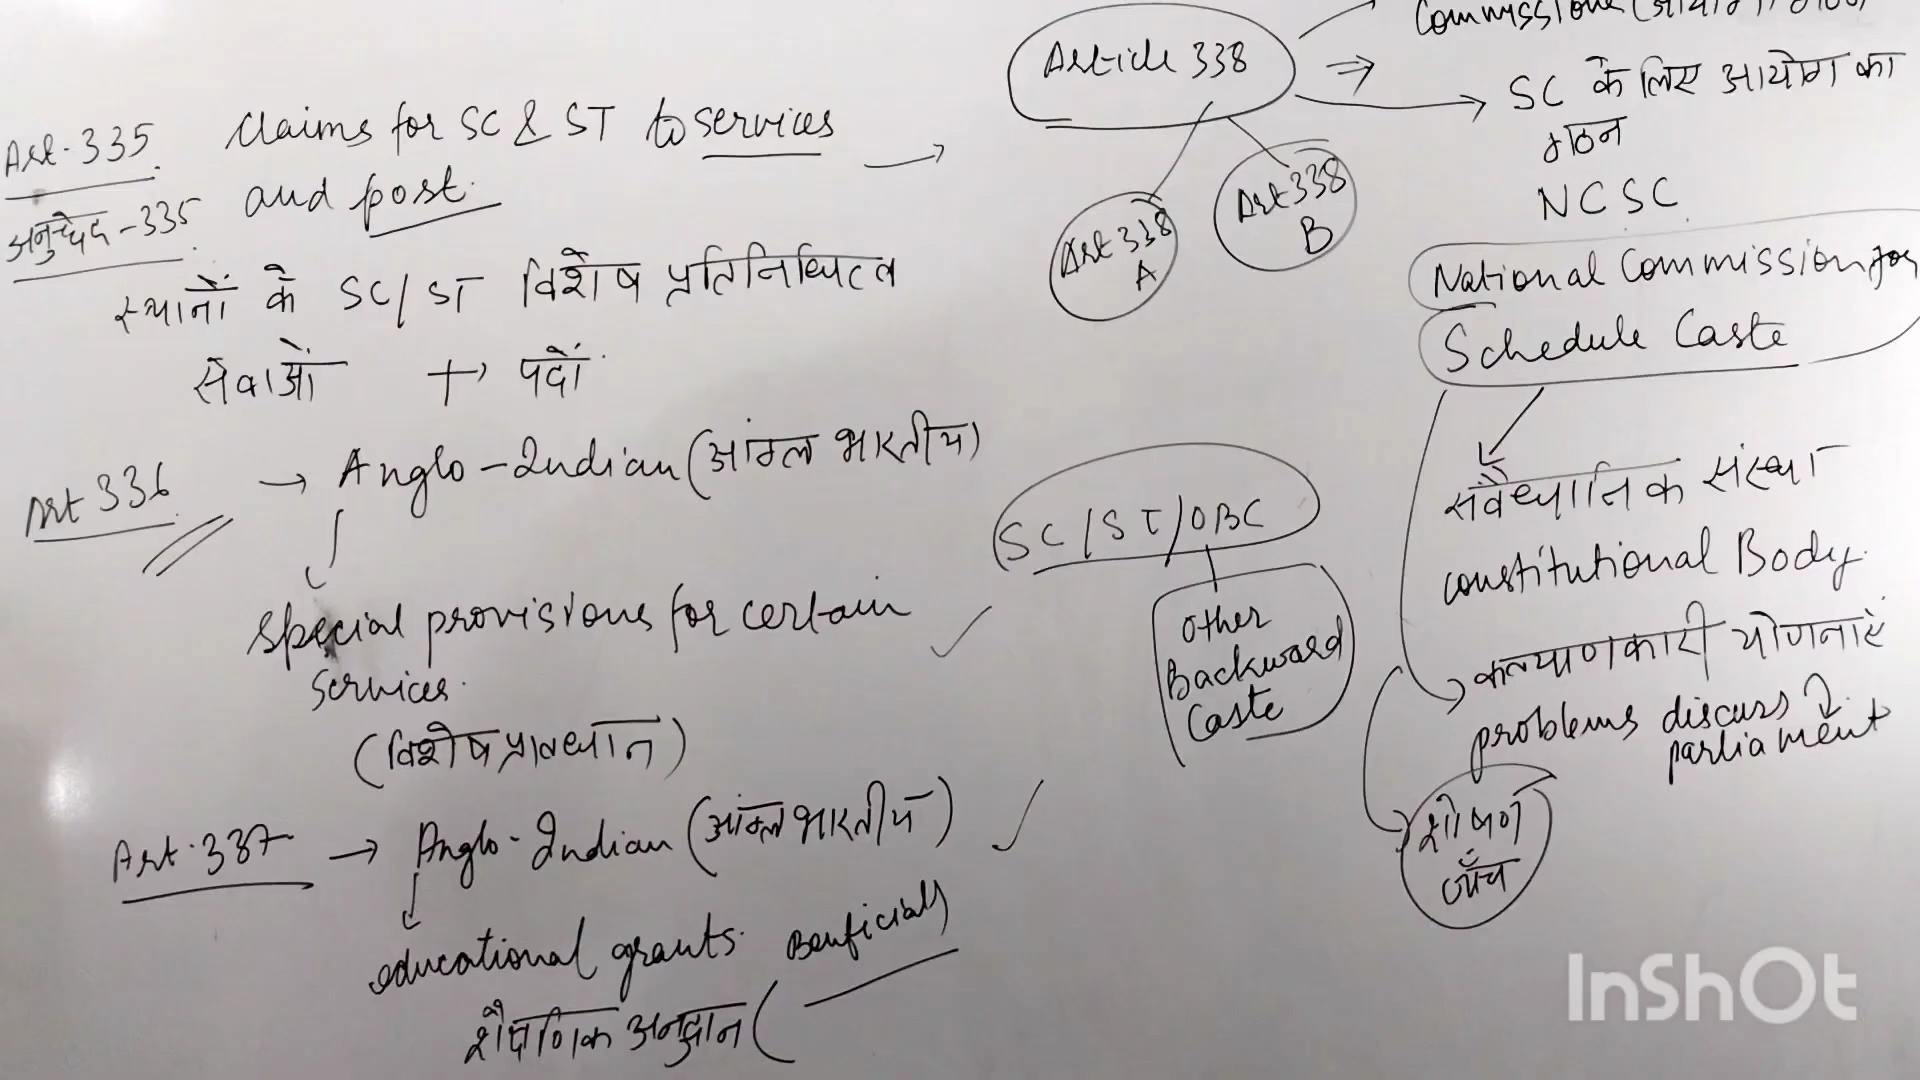 Art. 335 Claims for SC & ST to services
and post.
अनुच्छेद - 335
स्थानों के SC/ST विशेष प्रतिनिधित्व
सेवाओं + पदों
Art 336 → Anglo-Indian (आंग्ल भारतीय)
special provisions for certain
services.
(विशेष प्रावधान)
Art. 337 → Anglo-Indian (आंग्ल भारतीय)
educational grants.
शैक्षणिक अनुदान (
Article 338
Art 338
A
Art 338
B
SC/ST/OBC
Other
Backward
Caste
SC के लिए आयोग का
गठन
NCSC
National Commission for
Schedule Caste
संवैधानिक संस्था
constitutional Body.
कल्याणकारी योजनाएं
problems discuss
parliament
शोषण
जाँच
InShOt